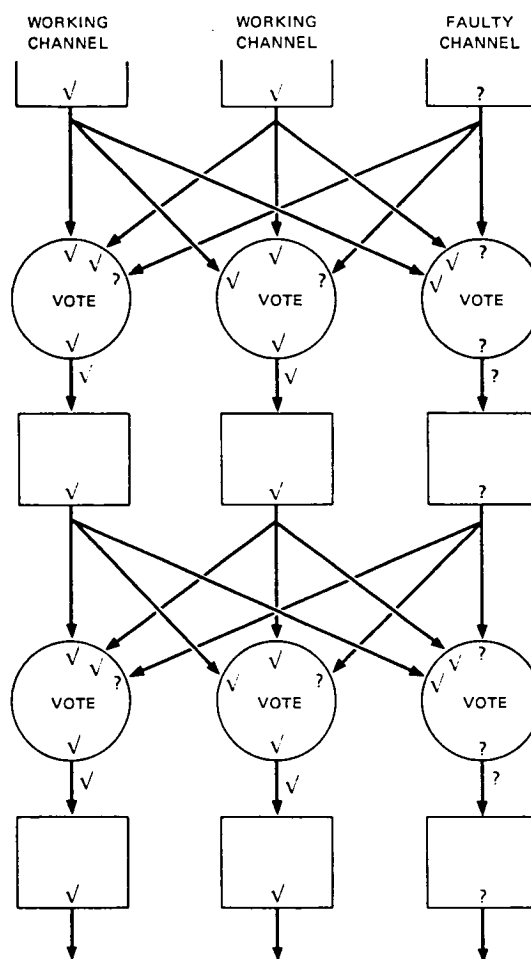 WORKING CHANNEL
WORKING CHANNEL
FAULTY CHANNEL
√ √ ?
√ √ ? √ √ ? √ √ ?
VOTE VOTE VOTE
√ √ ?
√ √ ?
√ √ ?
√ √ ? √ √ ? √ √ ?
VOTE VOTE VOTE
√ √ ?
√ √ ?
√ √ ?